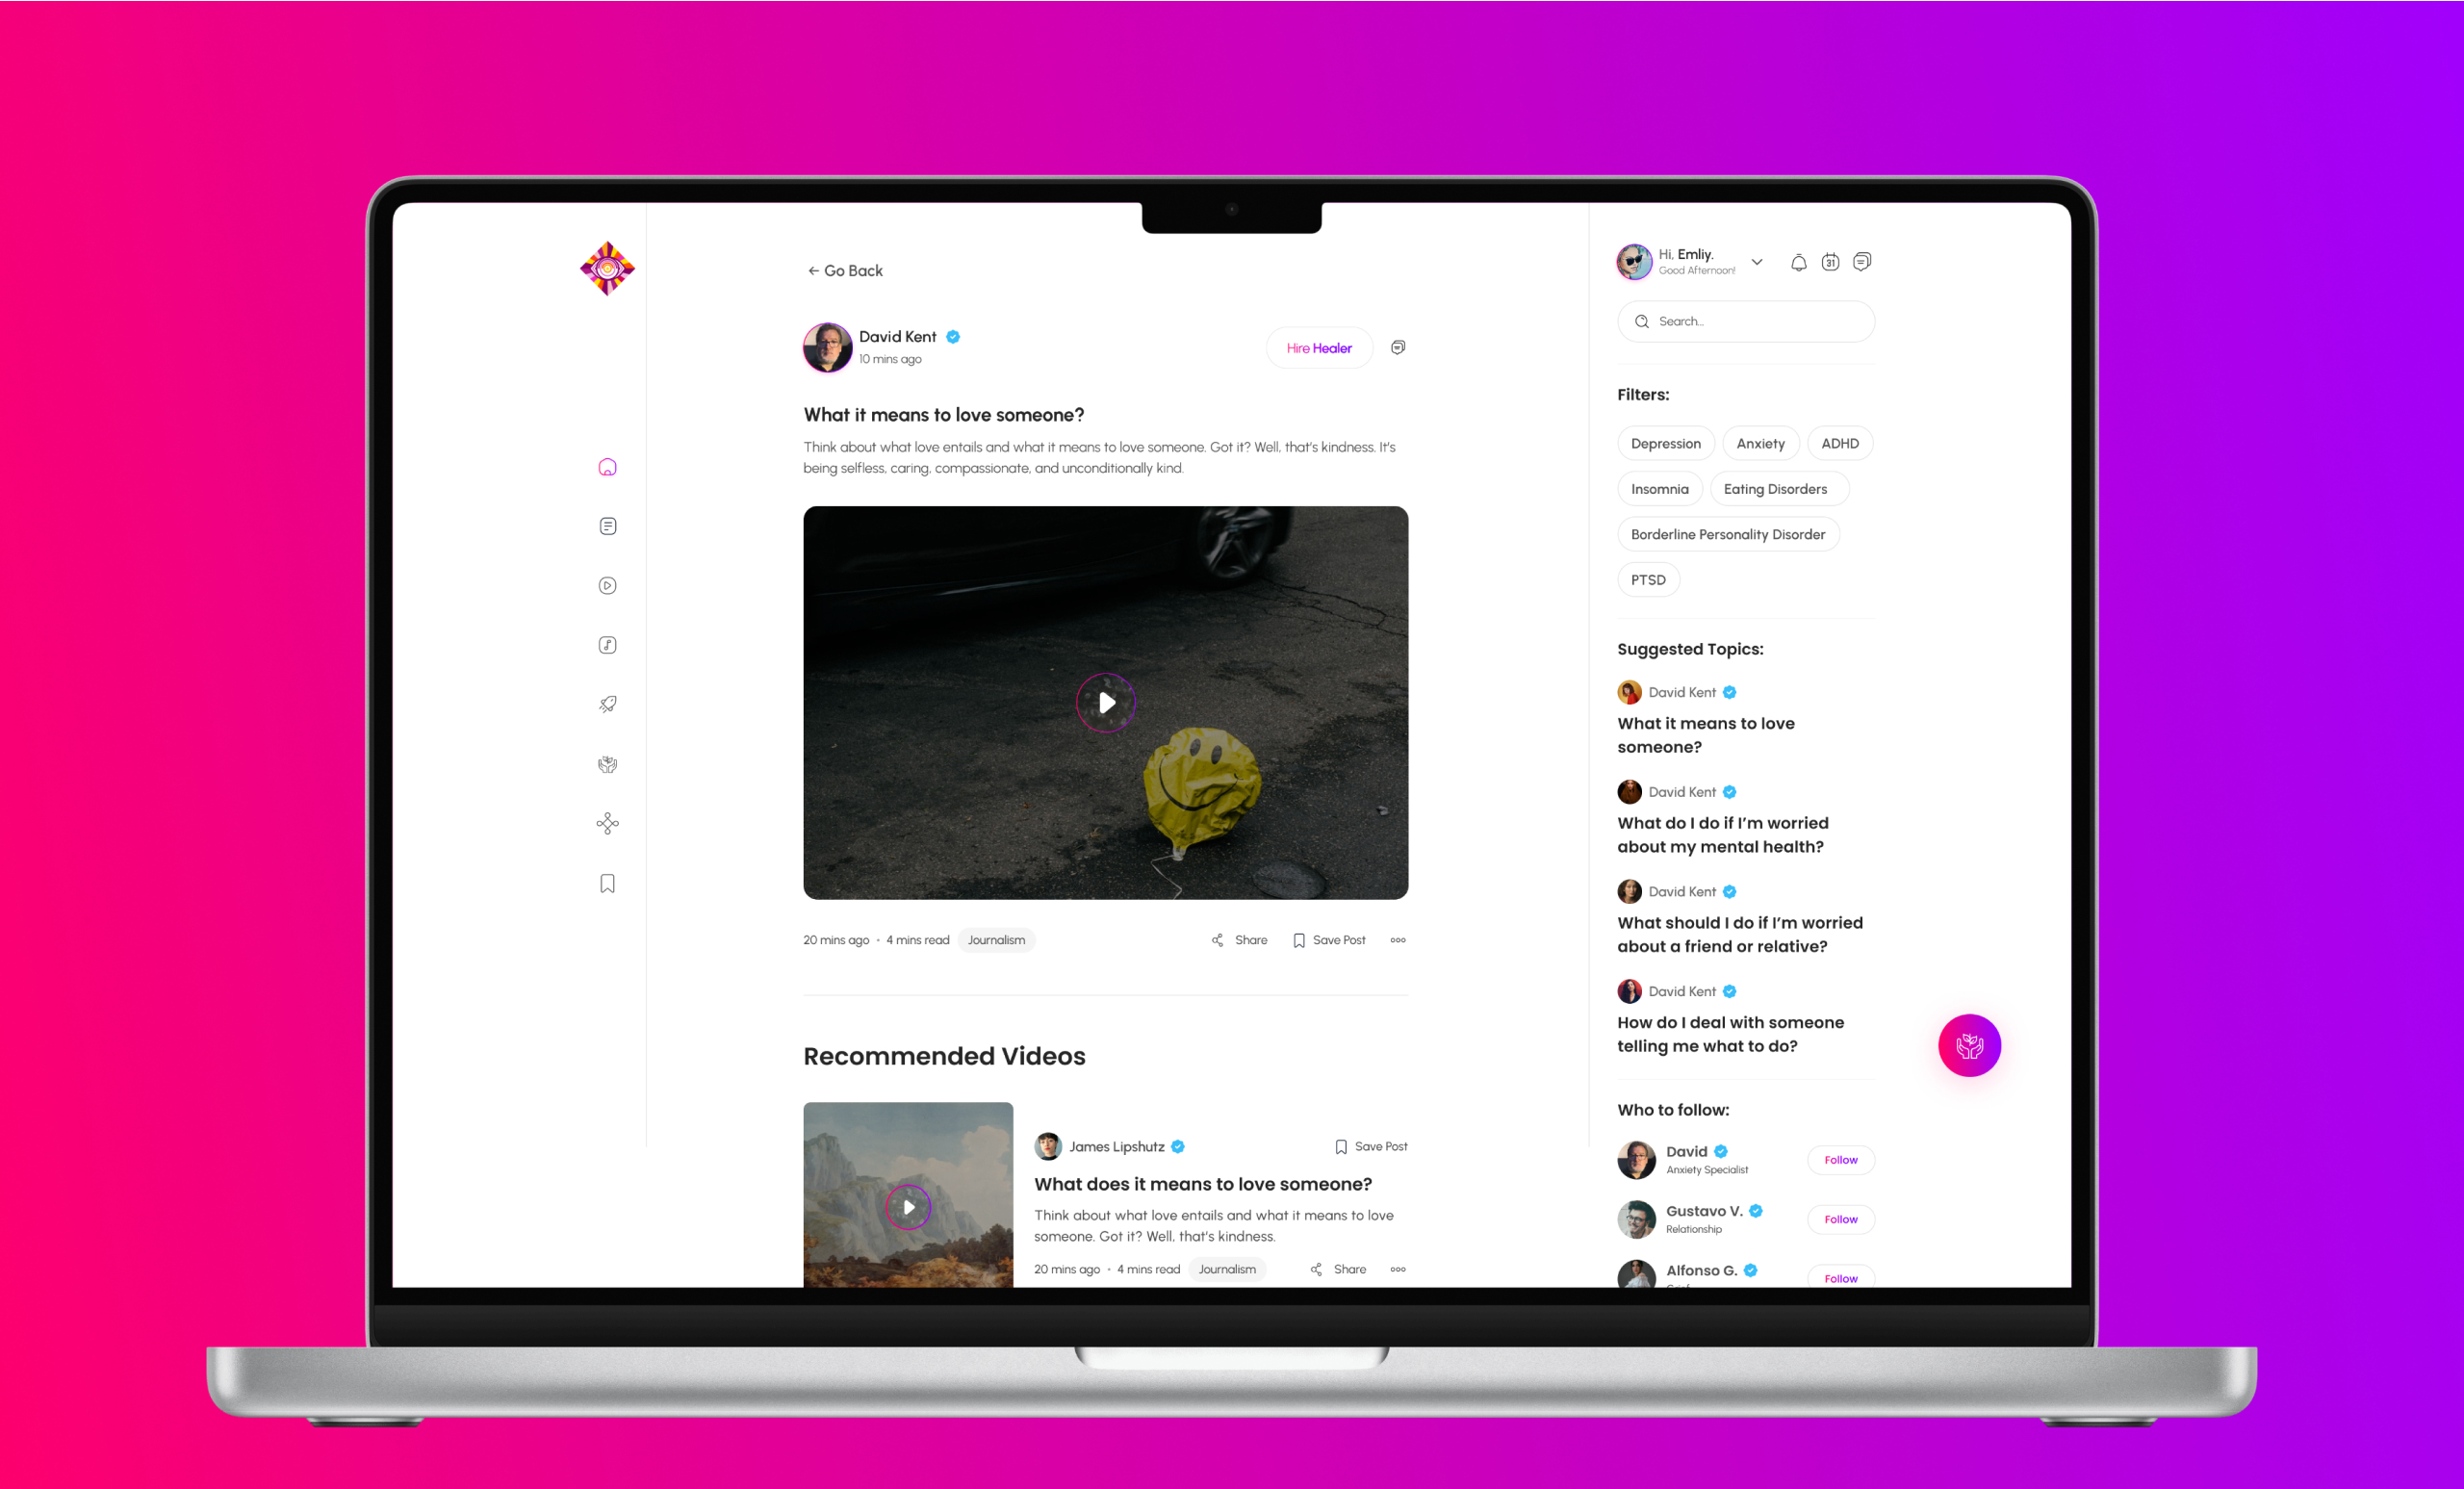 Go Back
David Kent
10 mins ago
Hire Healer
What it means to love someone?
Think about what love entails and what it means to love someone. Got it? Well, that's kindness. It's
being selfless, caring, compassionate, and unconditionally kind.
20 mins ago • 4 mins read Journalism
Share Save Post
Recommended Videos
James Lipshutz
Save Post
What does it means to love someone?
Think about what love entails and what it means to love
someone. Got it? Well, that's kindness.
20 mins ago • 4 mins read Journalism
Share
Hi, Emliy.
Good Afternoon!
31
Search...
Filters:
Depression Anxiety ADHD
Insomnia Eating Disorders
Borderline Personality Disorder
PTSD
Suggested Topics:
David Kent
What it means to love
someone?
David Kent
What do I do if I'm worried
about my mental health?
David Kent
What should I do if I'm worried
about a friend or relative?
David Kent
How do I deal with someone
telling me what to do?
Who to follow:
David
Anxiety Specialist
Follow
Gustavo V.
Relationship
Follow
Alfonso G.
Follow